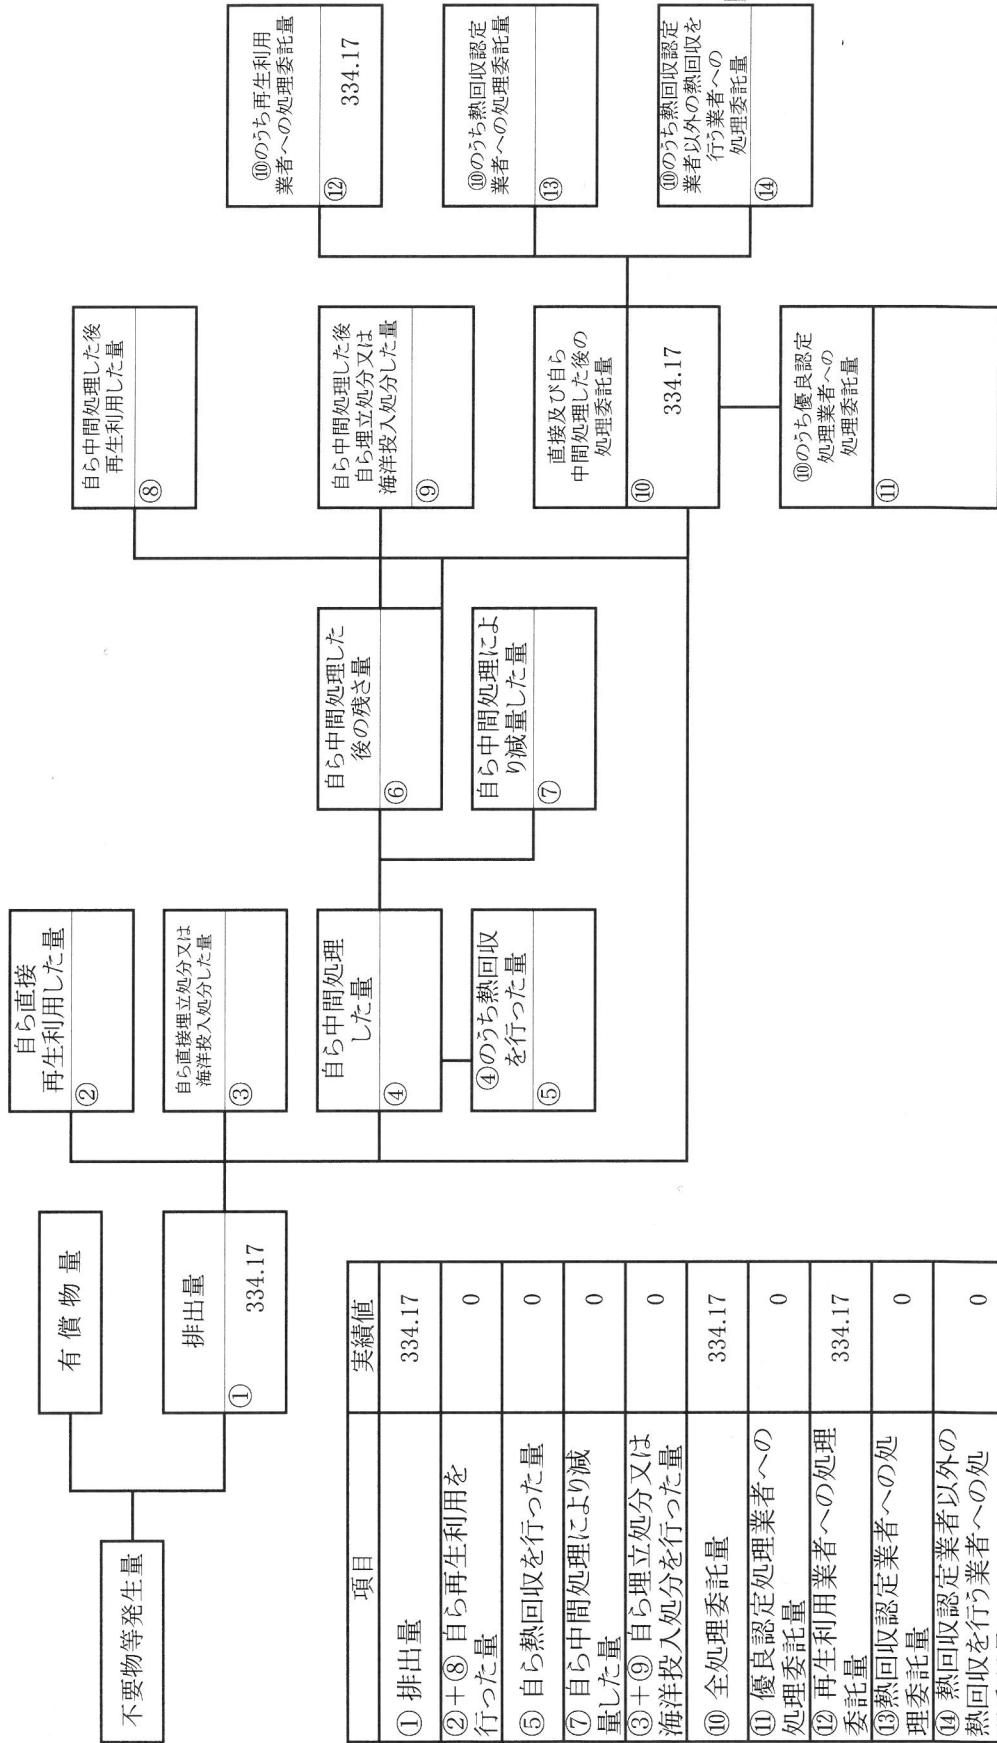 不要物等発生量
有 償 物 量
排出量
①
334.17
自ら直接
再生利用した量
②
自ら直接埋立処分又は
海洋投入処分した量
③
自ら中間処理
した量
④
④のうち熱回収
を行った量
⑤
自ら中間処理した
後の残さ量
⑥
自ら中間処理によ
り減量した量
⑦
自ら中間処理した後
再生利用した量
⑧
自ら中間処理した後
自ら埋立処分又は
海洋投入処分した量
⑨
直接及び自ら
中間処理した後の
処理委託量
⑩
334.17
⑩のうち優良認定
処理業者への
処理委託量
⑪
⑩のうち再生利用
業者への処理委託量
⑫
334.17
⑩のうち熱回収認定
業者への処理委託量
⑬
⑩のうち熱回収認定
業者以外の熱回収を
行う業者への
処理委託量
⑭
項目 実績値
① 排出量 334.17
②＋⑧ 自ら再生利用を
行った量 0
⑤ 自ら熱回収を行った量 0
⑦ 自ら中間処理により減
量した量 0
③＋⑨ 自ら埋立処分又は
海洋投入処分を行った量 0
⑩ 全処理委託量 334.17
⑪ 優良認定処理業者への
処理委託量 0
⑫ 再生利用業者への処理
委託量 334.17
⑬熱回収認定業者への処
理委託量 0
⑭ 熱回収認定業者以外の
熱回収を行う業者への処 0